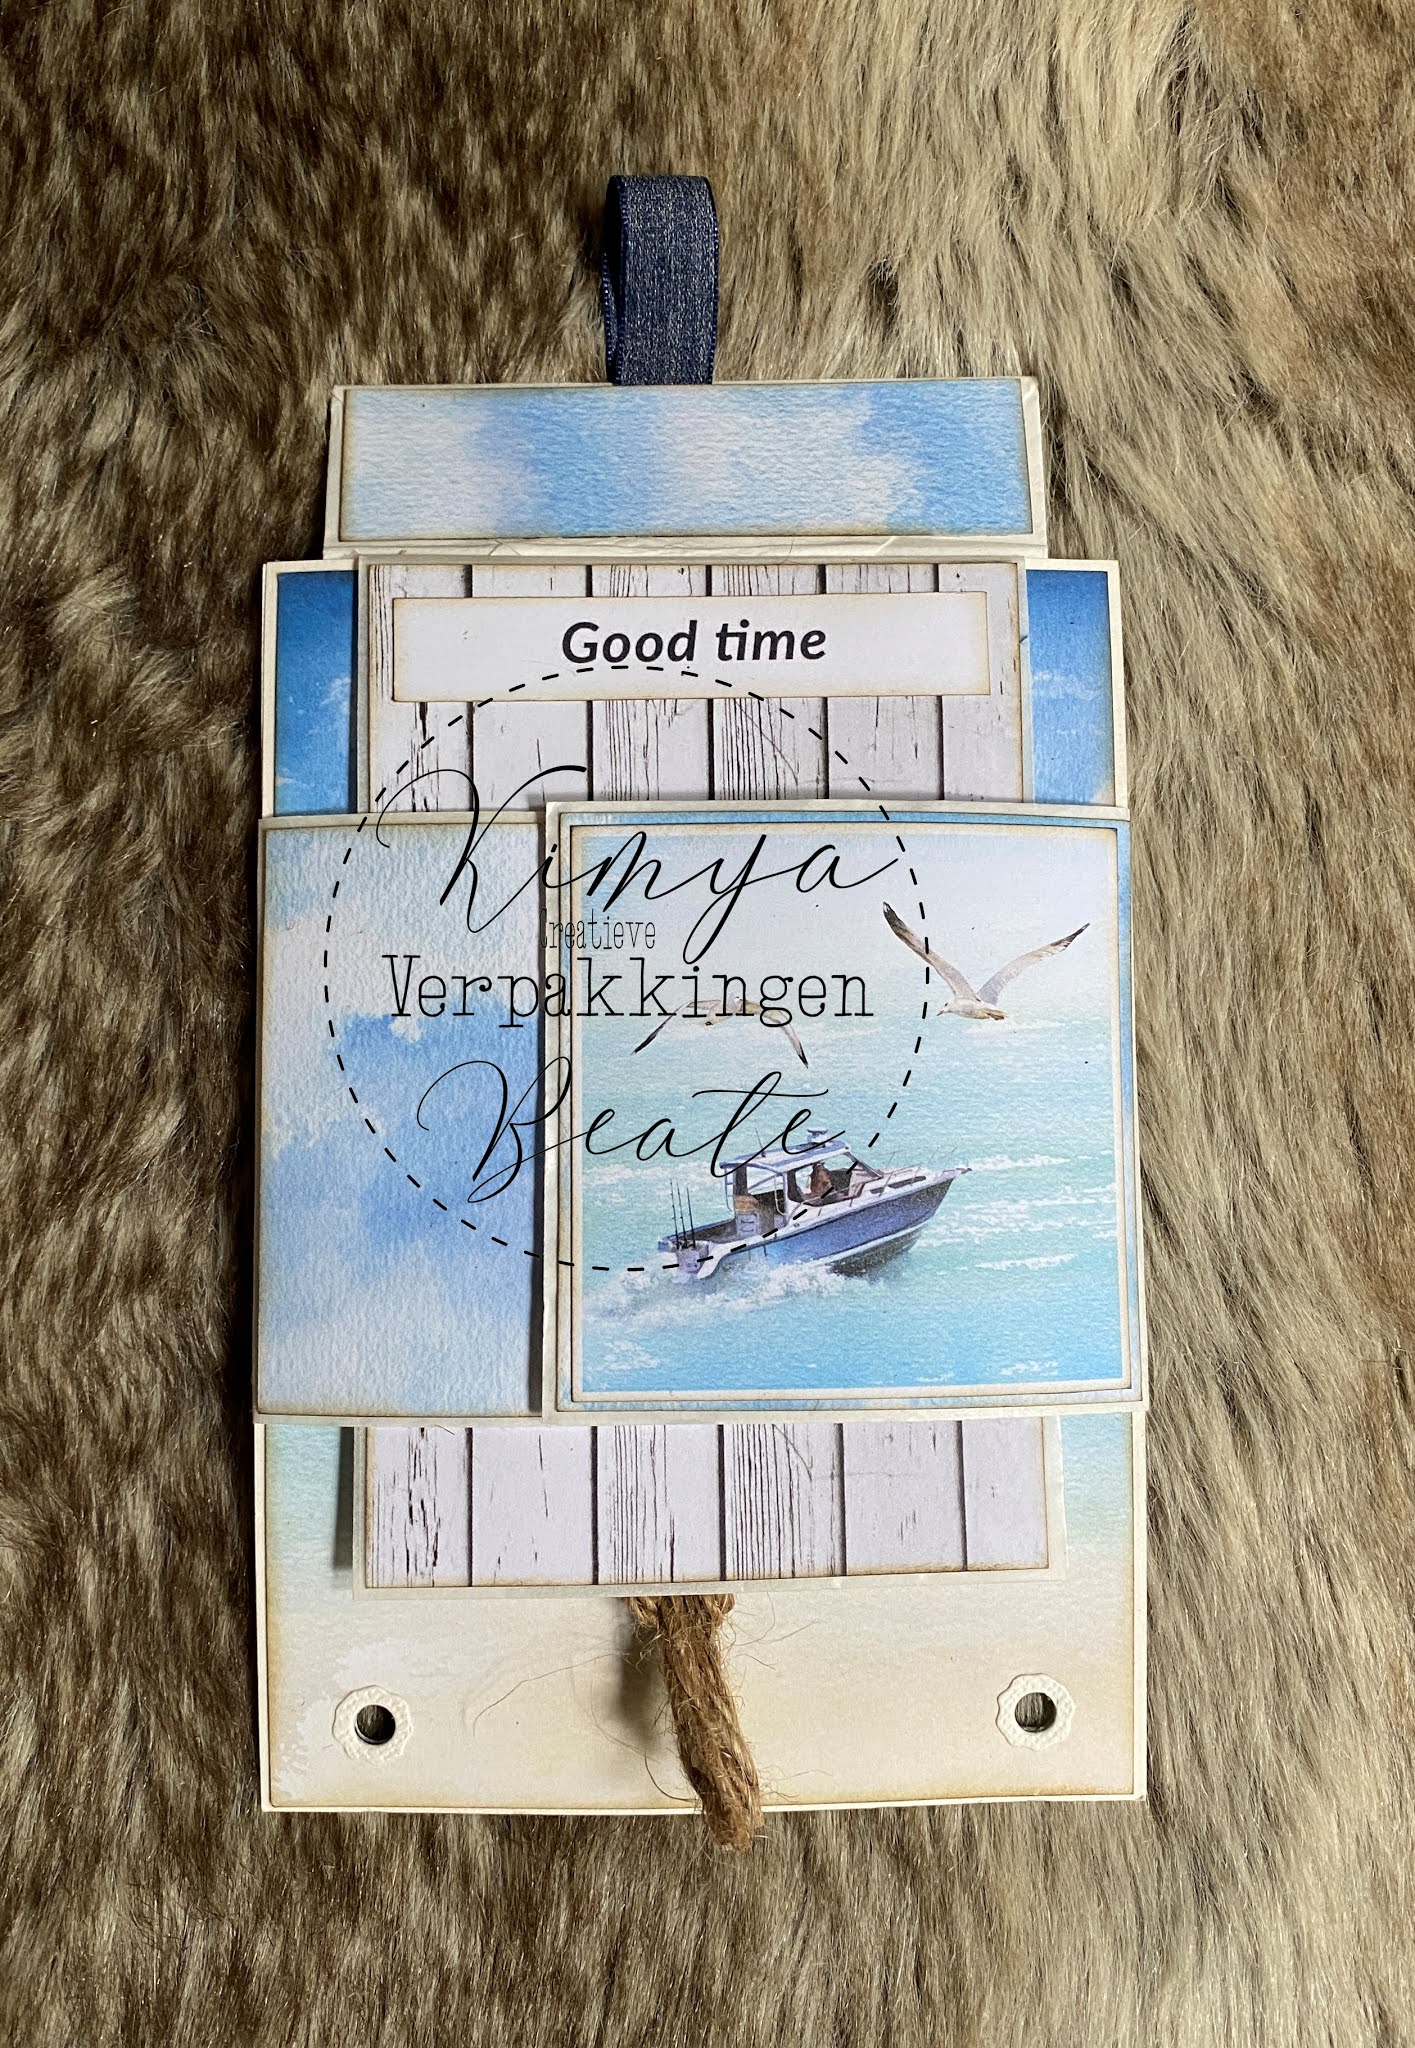 Good time
Kimya
Creatieve
Verpakkingen
Beate